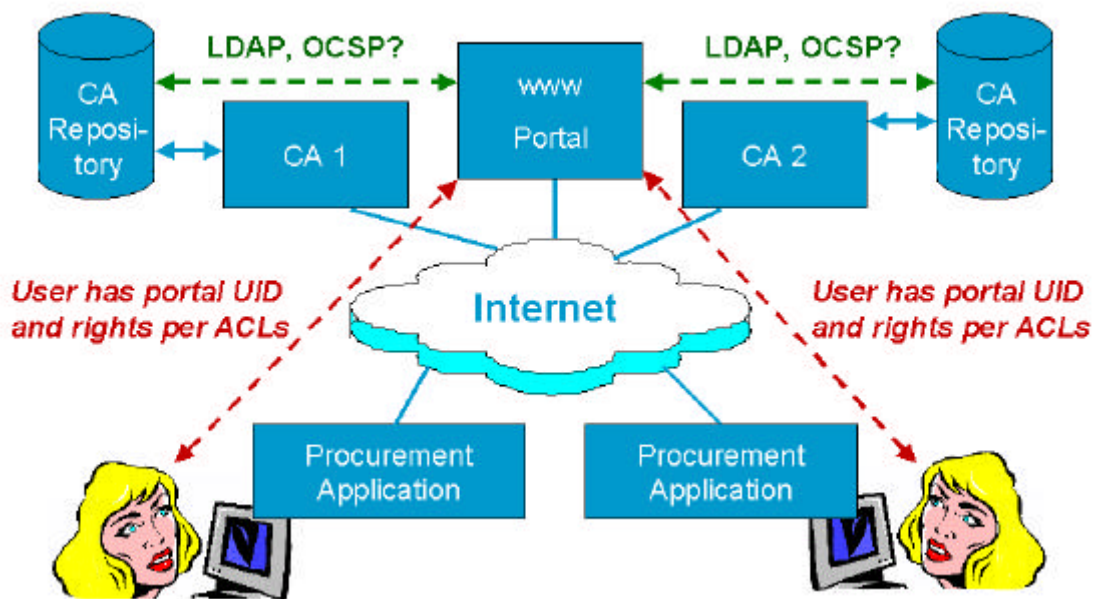 LDAP, OCSP?
LDAP, OCSP?
CA
Reposi-
tory
CA 1
www
Portal
CA 2
CA
Reposi-
tory
User has portal UID
and rights per ACLs
Internet
User has portal UID
and rights per ACLs
Procurement
Application
Procurement
Application